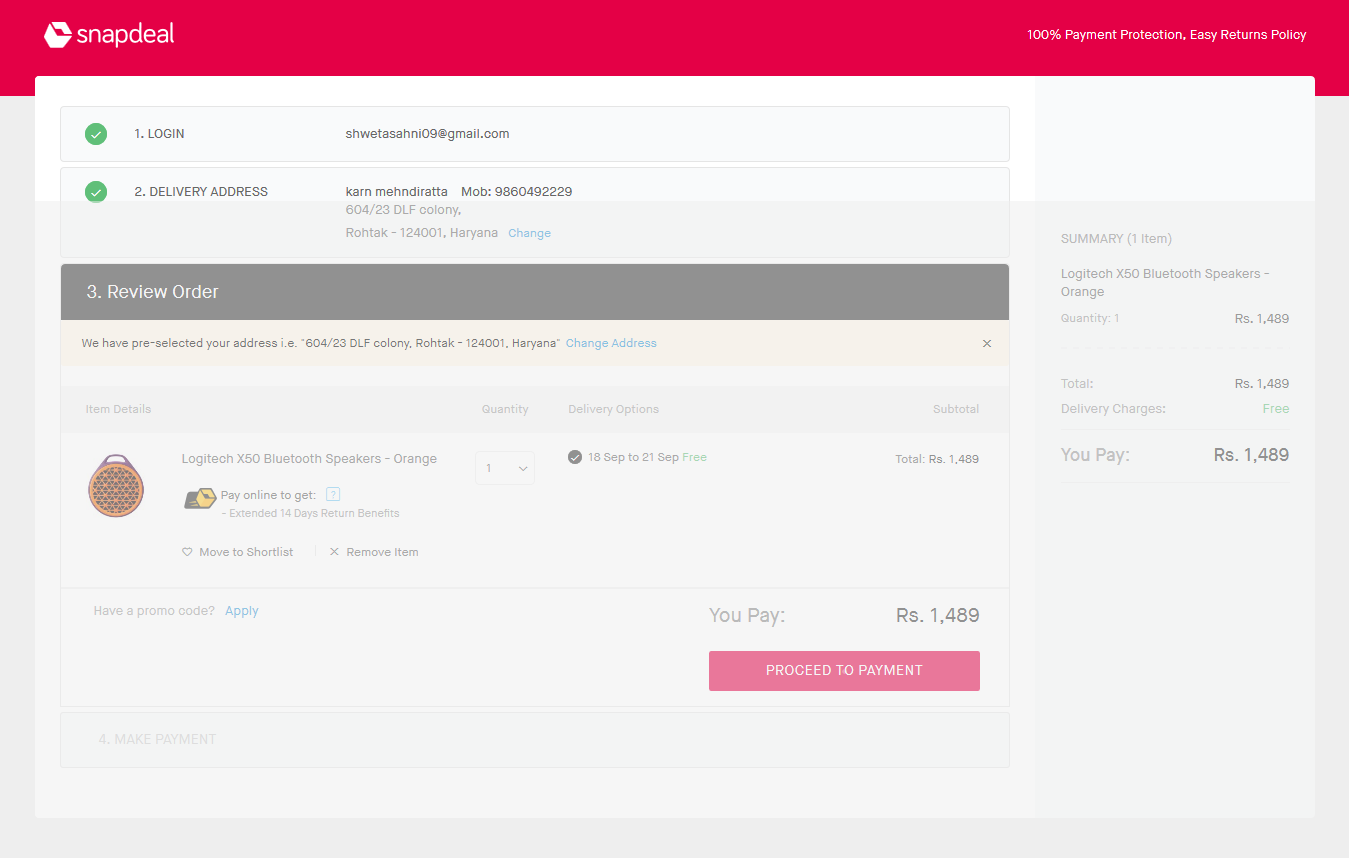 snapdeal
100% Payment Protection, Easy Returns Policy
1. LOGIN
shwetasahni09@gmail.com
2. DELIVERY ADDRESS
karn mehndiratta Mob: 9860492229
604/23 DLF colony,
Rohtak - 124001, Haryana Change
3. Review Order
We have pre-selected your address i.e. "604/23 DLF colony, Rohtak - 124001, Haryana" Change Address
Item Details Quantity Delivery Options Subtotal
Logitech X50 Bluetooth Speakers - Orange
1
18 Sep to 21 Sep Free
Total: Rs. 1,489
Pay online to get: ?
- Extended 14 Days Return Benefits
Move to Shortlist
Remove Item
Have a promo code? Apply
You Pay: Rs. 1,489
PROCEED TO PAYMENT
4. MAKE PAYMENT
SUMMARY (1 Item)
Logitech X50 Bluetooth Speakers -
Orange
Quantity: 1 Rs. 1,489
Total: Rs. 1,489
Delivery Charges: Free
You Pay: Rs. 1,489